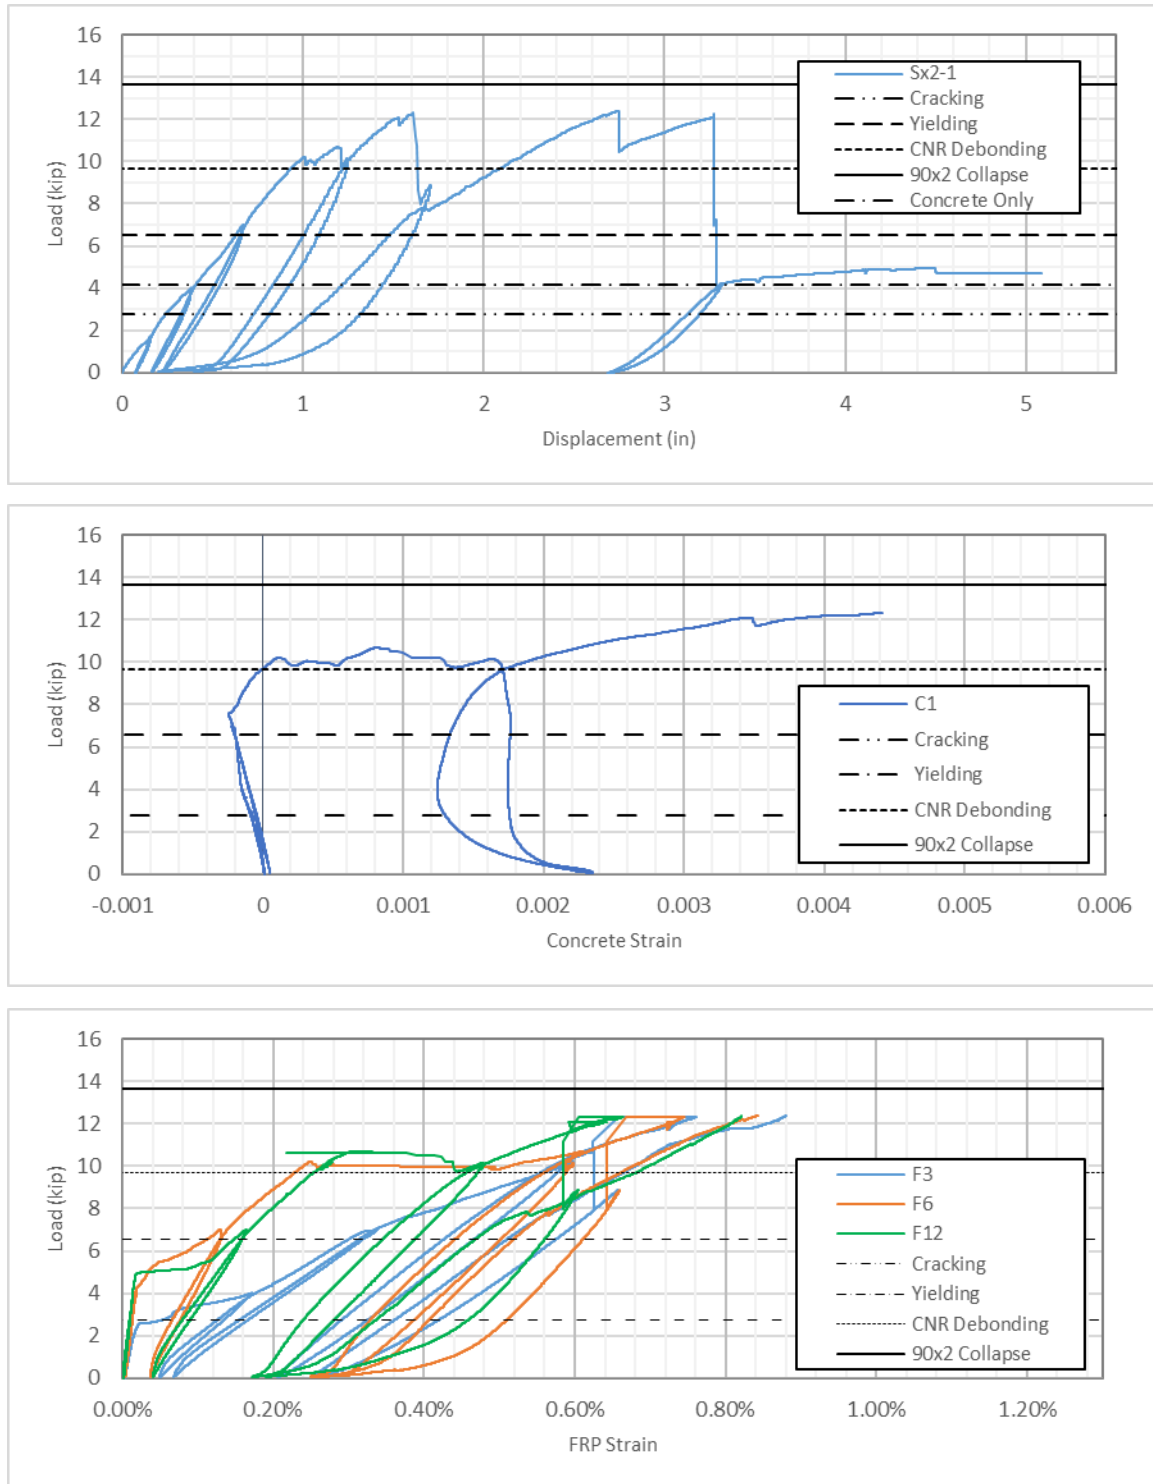 16
14
12
10
8
6
4
2
0
Load (kip)
0 1 2 3 4 5
Displacement (in)
Sx2-1
Cracking
Yielding
CNR Debonding
90x2 Collapse
Concrete Only
16
14
12
10
8
6
4
2
0
Load (kip)
-0.001 0 0.001 0.002 0.003 0.004 0.005 0.006
Concrete Strain
C1
Cracking
Yielding
CNR Debonding
90x2 Collapse
16
14
12
10
8
6
4
2
0
Load (kip)
0.00% 0.20% 0.40% 0.60% 0.80% 1.00% 1.20%
FRP Strain
F3
F6
F12
Cracking
Yielding
CNR Debonding
90x2 Collapse